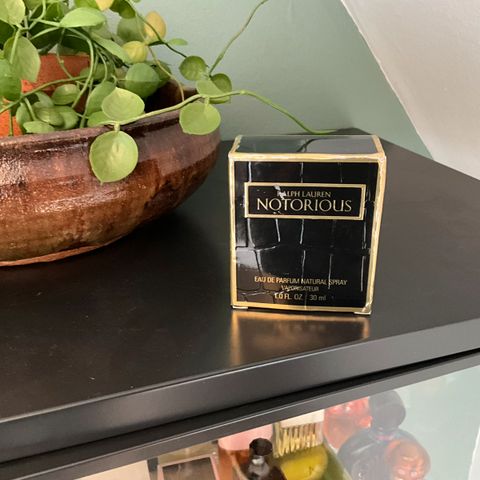 RALPH LAUREN
NOTORIOUS
EAU DE PARFUM NATURAL SPRAY
VAPORISATEUR
1.0 FL. OZ 30 ml